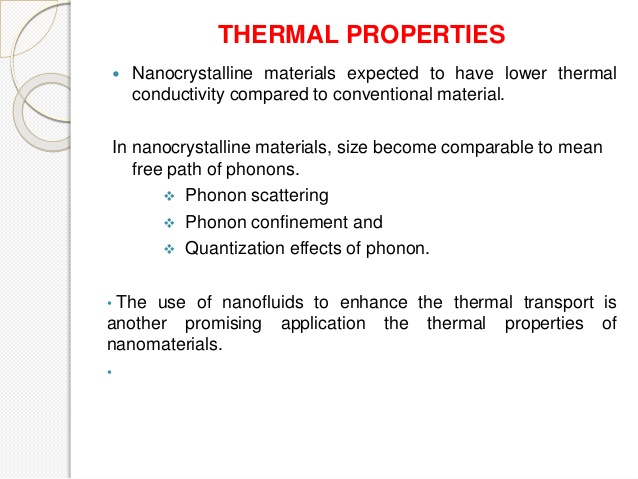 THERMAL PROPERTIES
• Nanocrystalline materials expected to have lower thermal
conductivity compared to conventional material.
In nanocrystalline materials, size become comparable to mean
free path of phonons.
❖ Phonon scattering
❖ Phonon confinement and
❖ Quantization effects of phonon.
• The use of nanofluids to enhance the thermal transport is
another promising application the thermal properties of
nanomaterials.
•